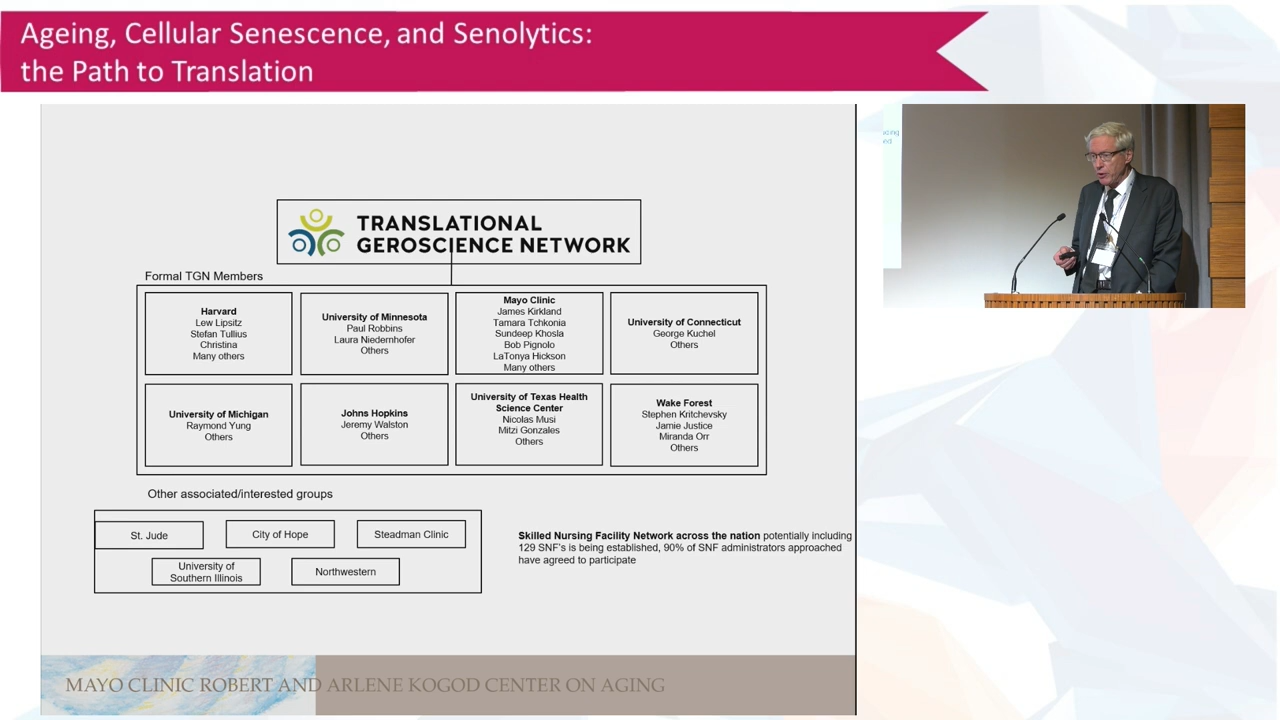 Ageing, Cellular Senescence, and Senolytics:
the Path to Translation
TRANSLATIONAL
GEROSCIENCE NETWORK
Formal TGN Members
Harvard
Lew Lipsitz
Stefan Tullius
Christina
Many others
University of Minnesota
Paul Robbins
Laura Niedernhofer
Others
Mayo Clinic
James Kirkland
Tamara Tchkonia
Sundeep Khosla
Bob Pignolo
LaTonya Hickson
Many others
University of Connecticut
George Kuchel
Others
University of Michigan
Raymond Yung
Others
Johns Hopkins
Jeremy Walston
Others
University of Texas Health
Science Center
Nicolas Musi
Mitzi Gonzales
Others
Wake Forest
Stephen Kritchevsky
Jamie Justice
Miranda Orr
Others
Other associated/interested groups
St. Jude
City of Hope
Steadman Clinic
University of
Southern Illinois
Northwestern
Skilled Nursing Facility Network across the nation potentially including
129 SNF's is being established, 90% of SNF administrators approached
have agreed to participate
MAYO CLINIC ROBERT AND ARLENE KOGOD CENTER ON AGING